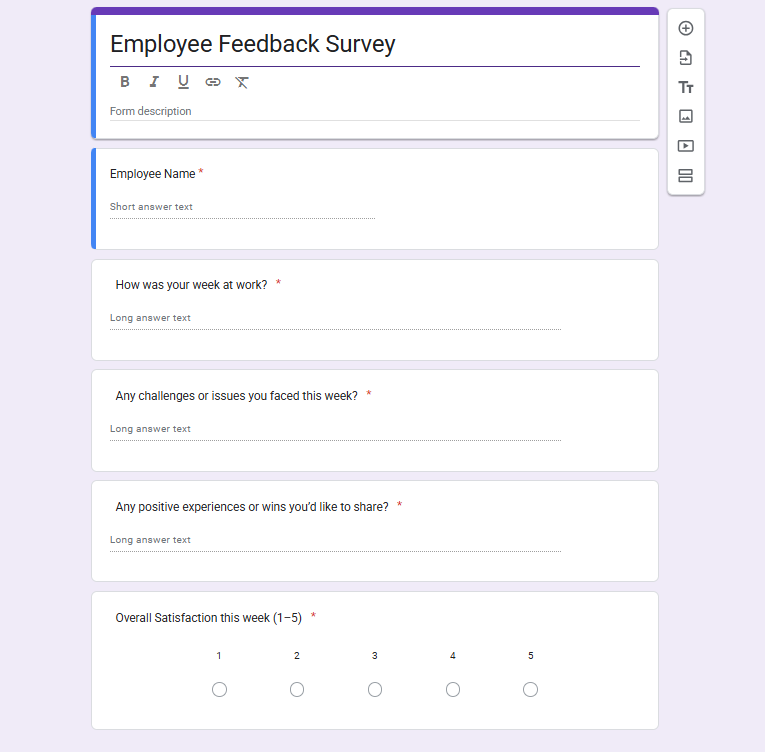 Employee Feedback Survey
B I U
Form description
Employee Name *
Short answer text
How was your week at work? *
Long answer text
Any challenges or issues you faced this week? *
Long answer text
Any positive experiences or wins you’d like to share? *
Long answer text
Overall Satisfaction this week (1–5) *
1 2 3 4 5
Tт